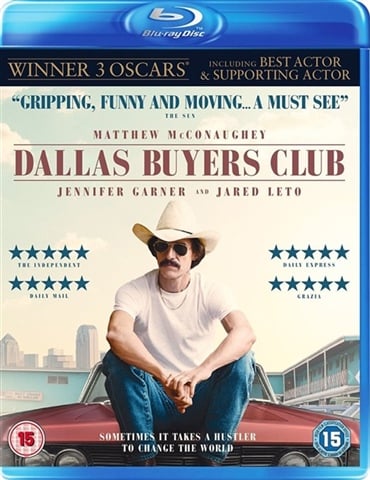 Blu-ray Disc
WINNER 3 OSCARS®
INCLUDING BEST ACTOR
& SUPPORTING ACTOR
“GRIPPING, FUNNY AND MOVING...A MUST SEE”
THE SUN
MATTHEW McCONAUGHEY
DALLAS BUYERS CLUB
JENNIFER GARNER AND JARED LETO
THE INDEPENDENT
DAILY EXPRESS
DAILY MAIL
GRAZIA
SOMETIMES IT TAKES A HUSTLER
TO CHANGE THE WORLD
15
15